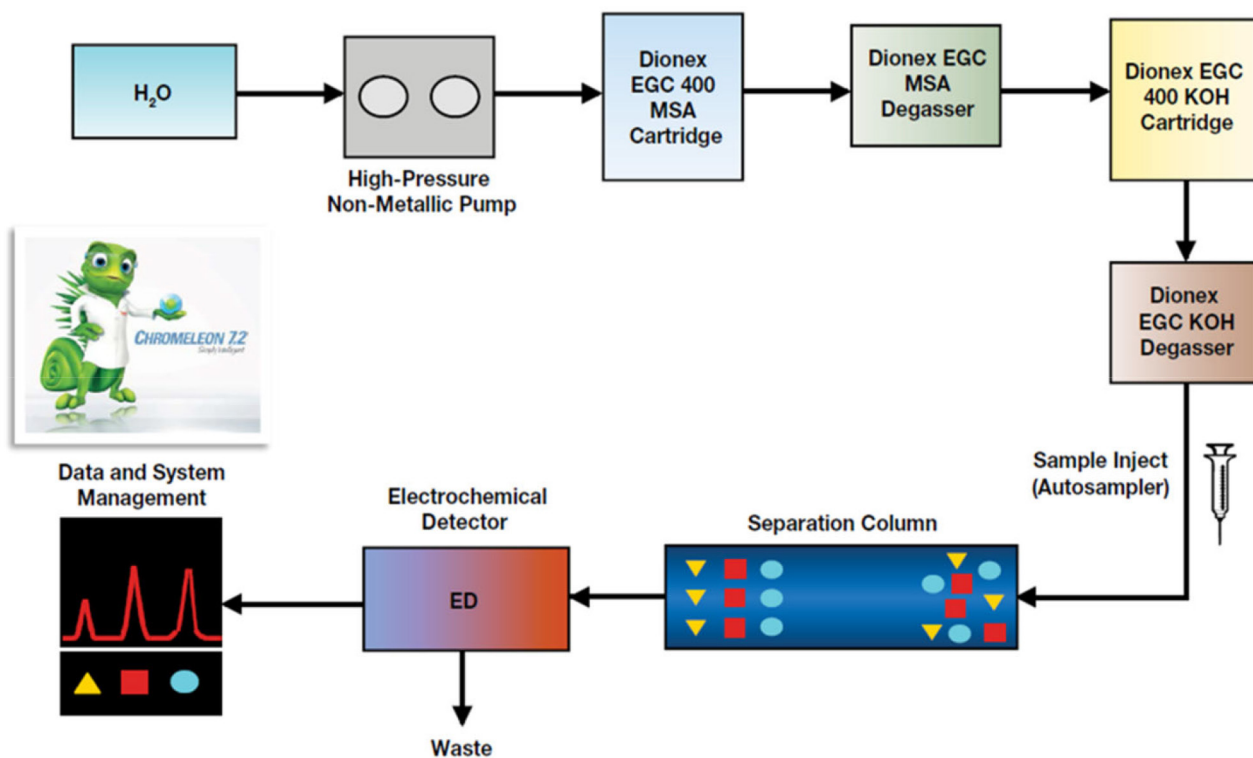 H₂O
High-Pressure
Non-Metallic Pump
Dionex
EGC 400
MSA
Cartridge
Dionex EGC
MSA
Degasser
Dionex EGC
400 KOH
Cartridge
Dionex
EGC KOH
Degasser
Sample Inject
(Autosampler)
Separation Column
Electrochemical
Detector
ED
Waste
CHROMELEON 7.2
Simply Intelligent
Data and System
Management